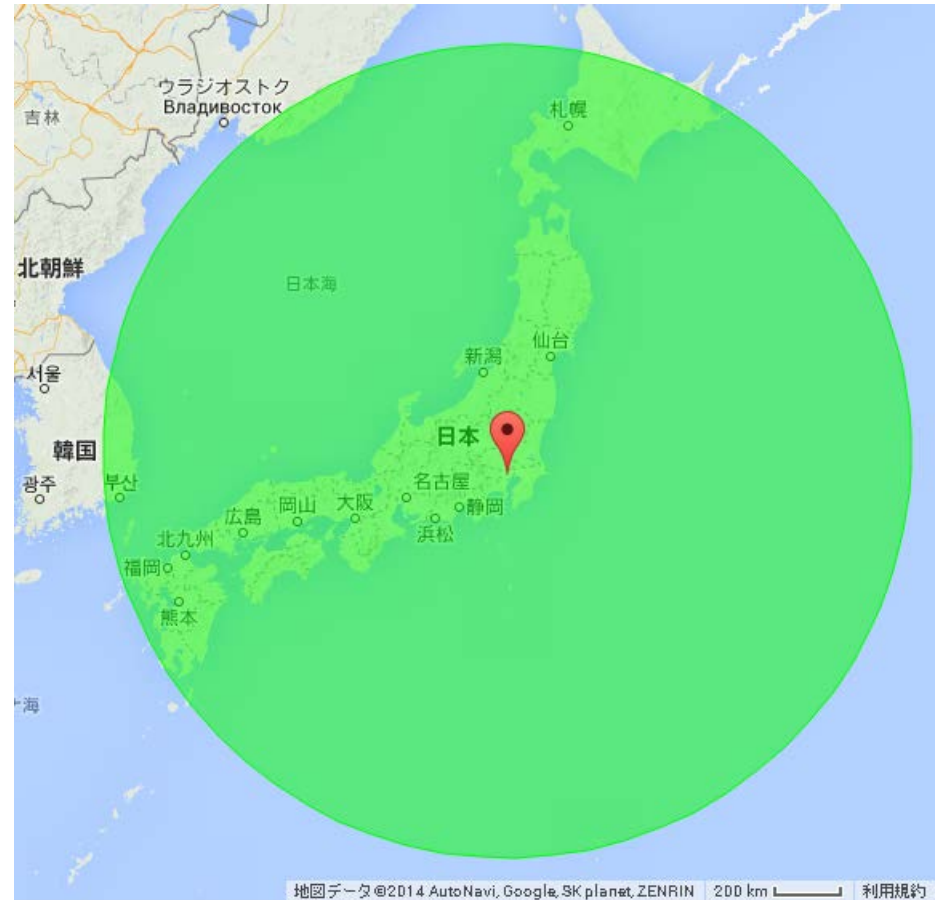 ウラジオストク
Владивосток
吉林
札幌
北朝鮮
日本海
仙台
新潟
서울
日本
韓国
광주
부산
名古屋
静岡
浜松
大阪
岡山
広島
北九州
福岡
熊本
海
地図データ ©2014 AutoNavi, Google, SK planet, ZENRIN
200 km
利用規約